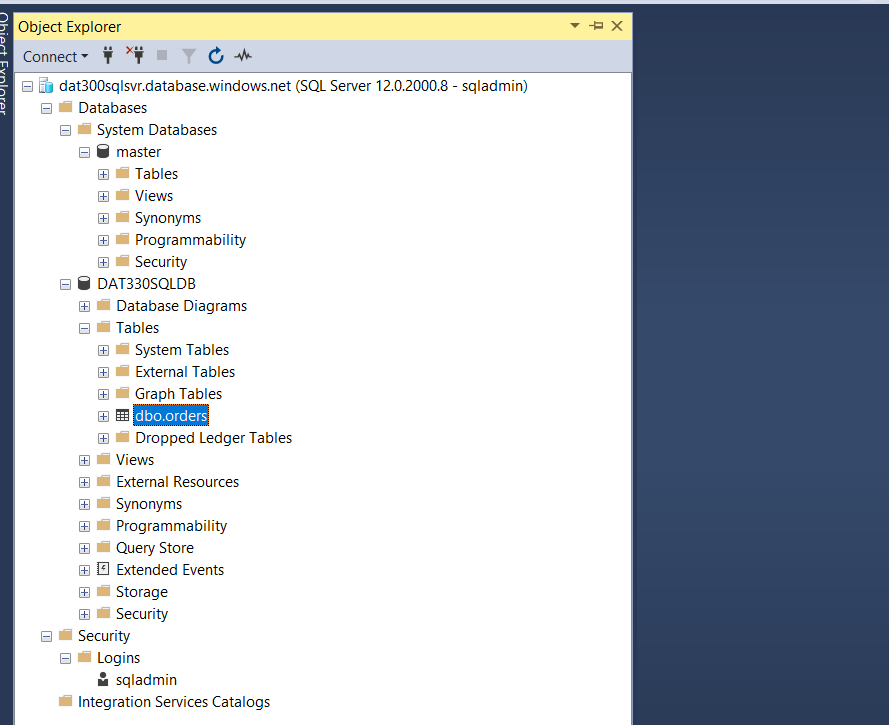 Object Explorer
Object Explorer
Connect
dat300sqlsvr.database.windows.net (SQL Server 12.0.2000.8 - sqladmin)
Databases
System Databases
master
Tables
Views
Synonyms
Programmability
Security
DAT330SQLDB
Database Diagrams
Tables
System Tables
External Tables
Graph Tables
dbo.orders
Dropped Ledger Tables
Views
External Resources
Synonyms
Programmability
Query Store
Extended Events
Storage
Security
Security
Logins
sqladmin
Integration Services Catalogs